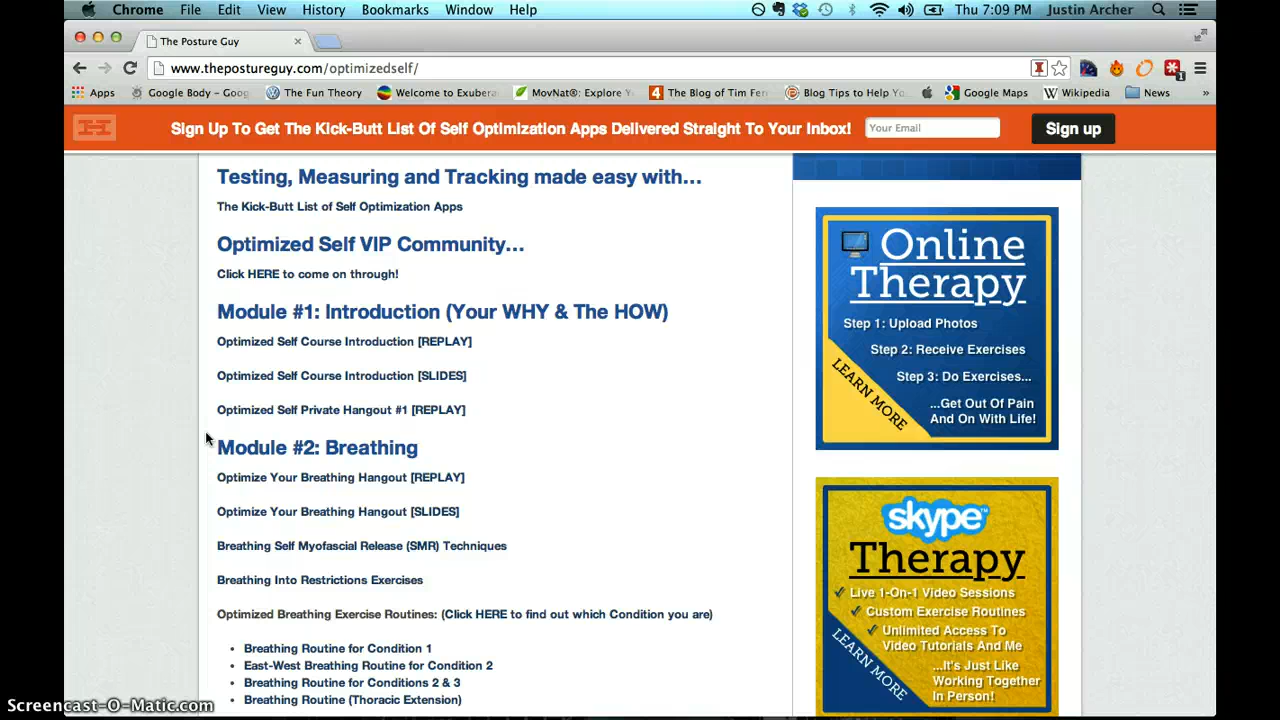 Chrome File Edit View History Bookmarks Window Help Thu 7:09 PM Justin Archer
The Posture Guy
www.thepostureguy.com/optimizedself/
Apps Google Body – Goog The Fun Theory Welcome to Exubera MovNat®: Explore Y The Blog of Tim Ferr Blog Tips to Help Yo Google Maps Wikipedia News »
Sign Up To Get The Kick-Butt List Of Self Optimization Apps Delivered Straight To Your Inbox! Your Email Sign up
Testing, Measuring and Tracking made easy with...
The Kick-Butt List of Self Optimization Apps
Optimized Self VIP Community...
Click HERE to come on through!
Module #1: Introduction (Your WHY & The HOW)
Optimized Self Course Introduction [REPLAY]
Optimized Self Course Introduction [SLIDES]
Optimized Self Private Hangout #1 [REPLAY]
Module #2: Breathing
Optimize Your Breathing Hangout [REPLAY]
Optimize Your Breathing Hangout [SLIDES]
Breathing Self Myofascial Release (SMR) Techniques
Breathing Into Restrictions Exercises
Optimized Breathing Exercise Routines: (Click HERE to find out which Condition you are)
• Breathing Routine for Condition 1
• East-West Breathing Routine for Condition 2
• Breathing Routine for Conditions 2 & 3
• Breathing Routine (Thoracic Extension)
Online
Therapy
Step 1: Upload Photos
Step 2: Receive Exercises
Step 3: Do Exercises...
...Get Out Of Pain
And On With Life!
LEARN MORE
skype™
Therapy
Live 1-On-1 Video Sessions
Custom Exercise Routines
Unlimited Access To
Video Tutorials And Me
...It's Just Like
Working Together
In Person!
LEARN MORE
Screencast-O-Matic.com